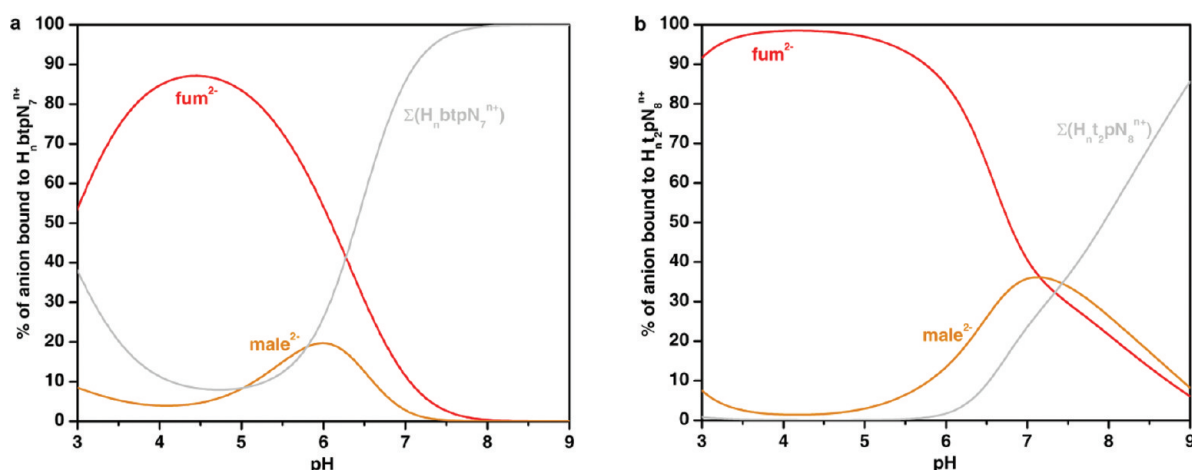 a
% of anion bound to HₙbtpN₇ⁿ⁺
100
90
80
70
60
50
40
30
20
10
0
fum²⁻
Σ(HₙbtpN₇ⁿ⁺)
male²⁻
3 4 5 6 7 8 9
pH
b
% of anion bound to Hₙt₂pN₈ⁿ⁺
100
90
80
70
60
50
40
30
20
10
0
fum²⁻
Σ(Hₙt₂pN₈ⁿ⁺)
male²⁻
3 4 5 6 7 8 9
pH